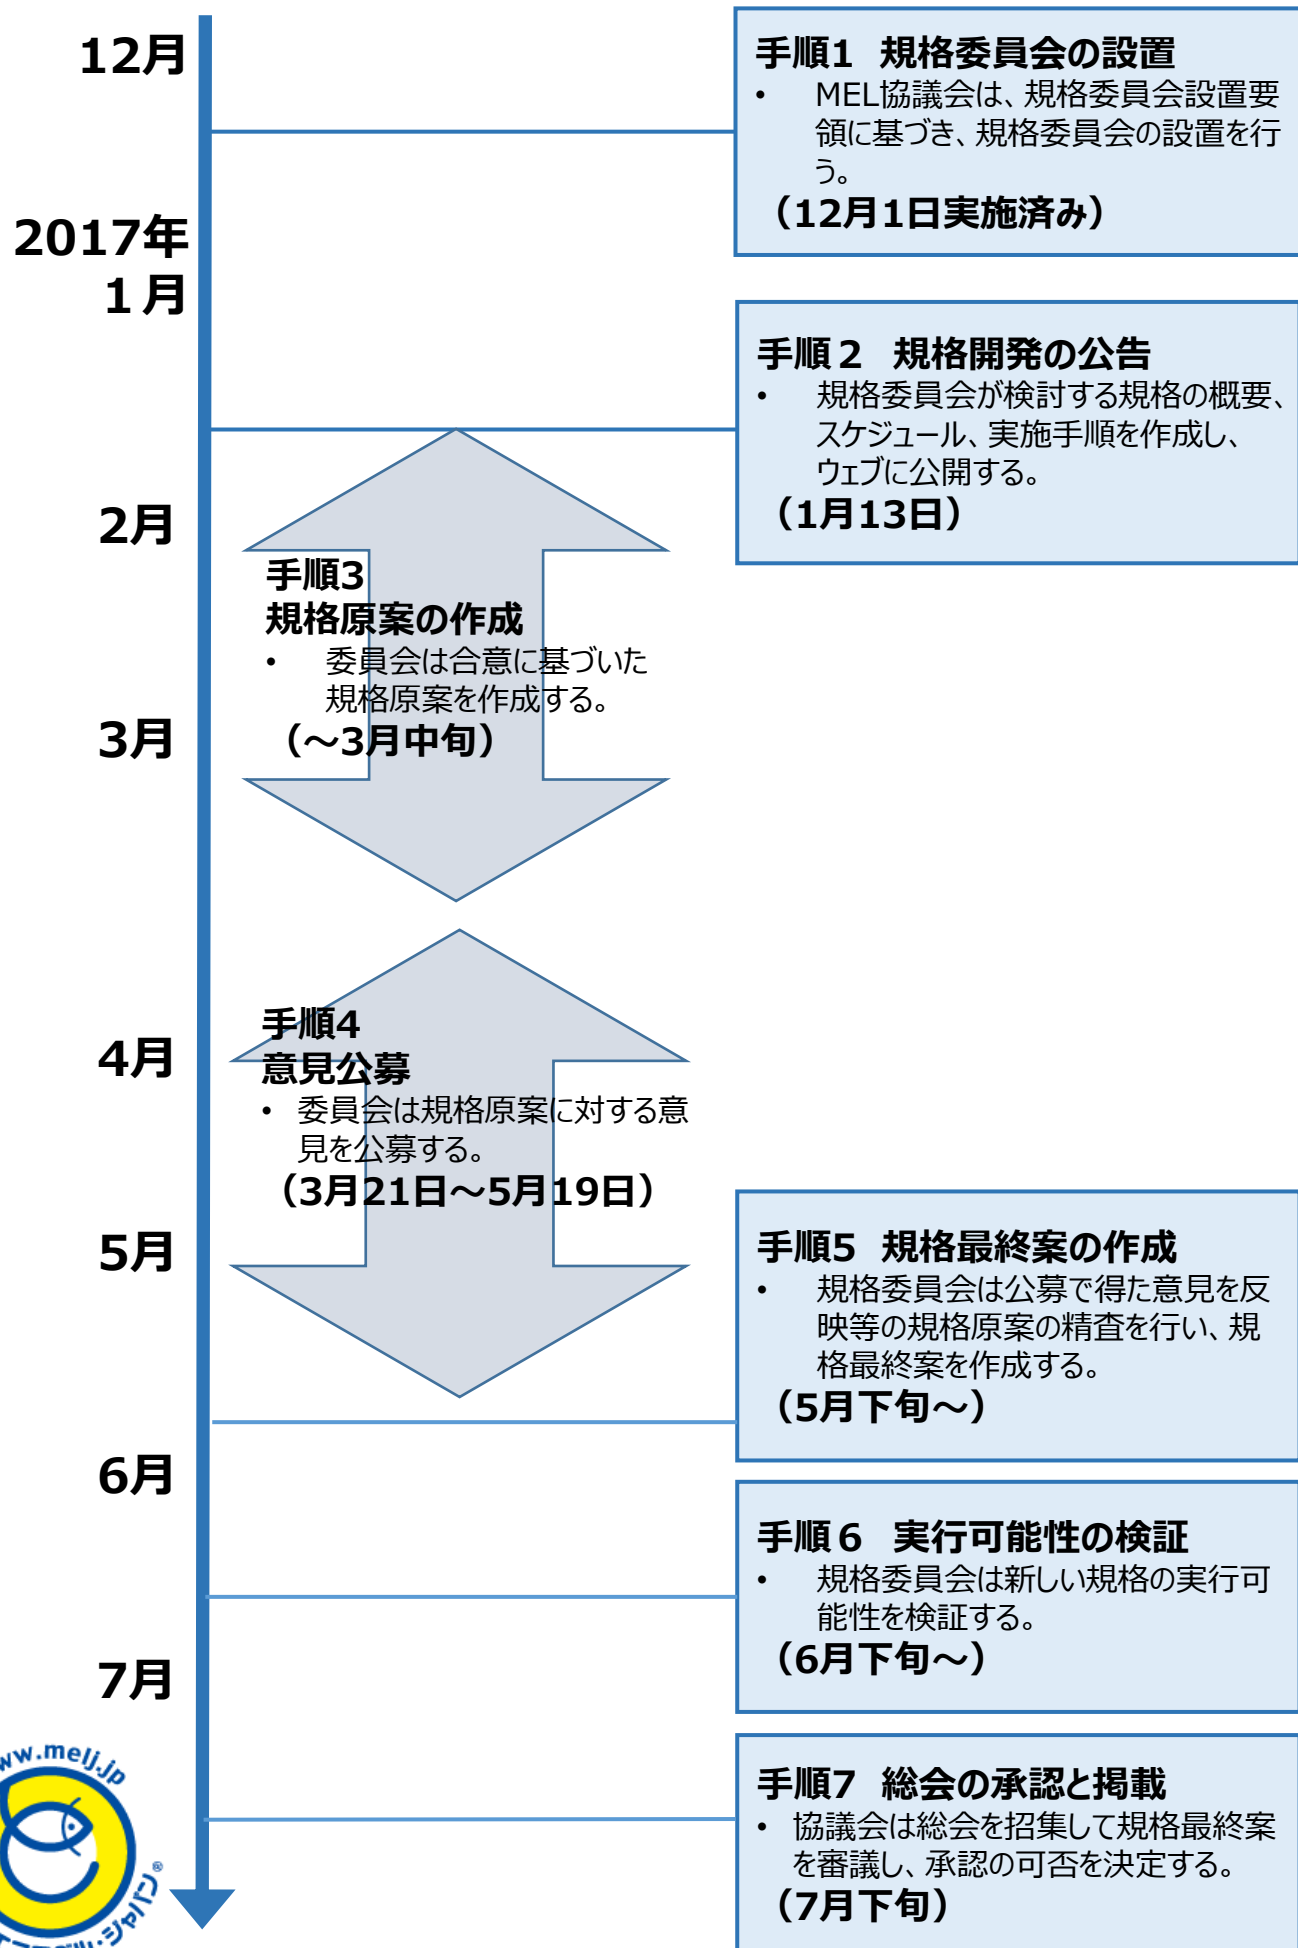 12月
2017年
１月
2月
3月
4月
5月
6月
7月
手順1 規格委員会の設置
• MEL協議会は、規格委員会設置要
領に基づき、規格委員会の設置を行
う。
（12月1日実施済み）
手順２ 規格開発の公告
• 規格委員会が検討する規格の概要、
スケジュール、実施手順を作成し、
ウェブに公開する。
（1月13日）
手順3
規格原案の作成
• 委員会は合意に基づいた
規格原案を作成する。
（～3月中旬）
手順4
意見公募
• 委員会は規格原案に対する意
見を公募する。
（3月21日～5月19日）
手順5 規格最終案の作成
• 規格委員会は公募で得た意見を反
映等の規格原案の精査を行い、規
格最終案を作成する。
（5月下旬～）
手順６ 実行可能性の検証
• 規格委員会は新しい規格の実行可
能性を検証する。
（6月下旬～）
手順7 総会の承認と掲載
• 協議会は総会を招集して規格最終案
を審議し、承認の可否を決定する。
（7月下旬）
ww.melj.jp
ジャパン®